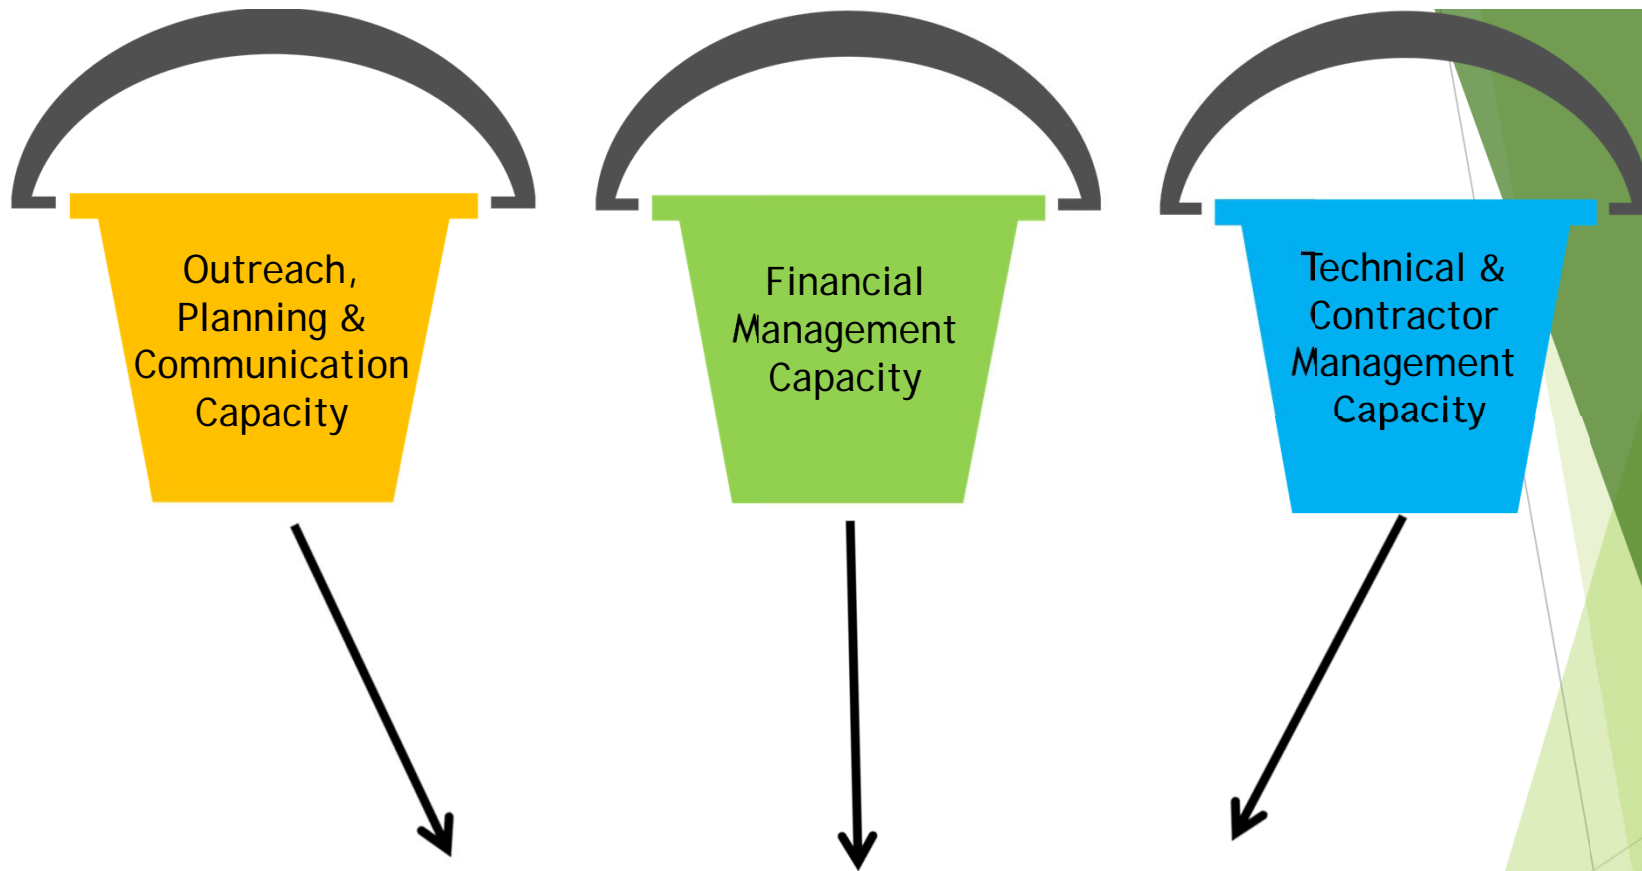 Outreach,
Planning &
Communication
Capacity
Financial
Management
Capacity
Technical &
Contractor
Management
Capacity